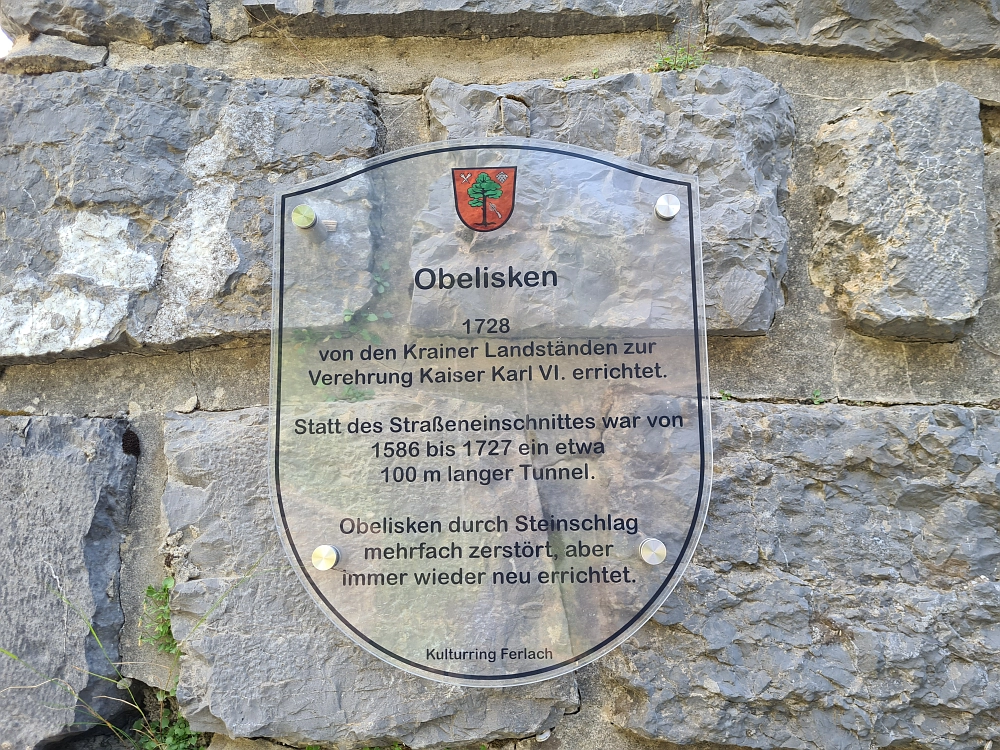 Obelisken
1728
von den Krainer Landständen zur
Verehrung Kaiser Karl VI. errichtet.
Statt des Straßeneinschnittes war von
1586 bis 1727 ein etwa
100 m langer Tunnel.
Obelisken durch Steinschlag
mehrfach zerstört, aber
immer wieder neu errichtet.
Kulturring Ferlach